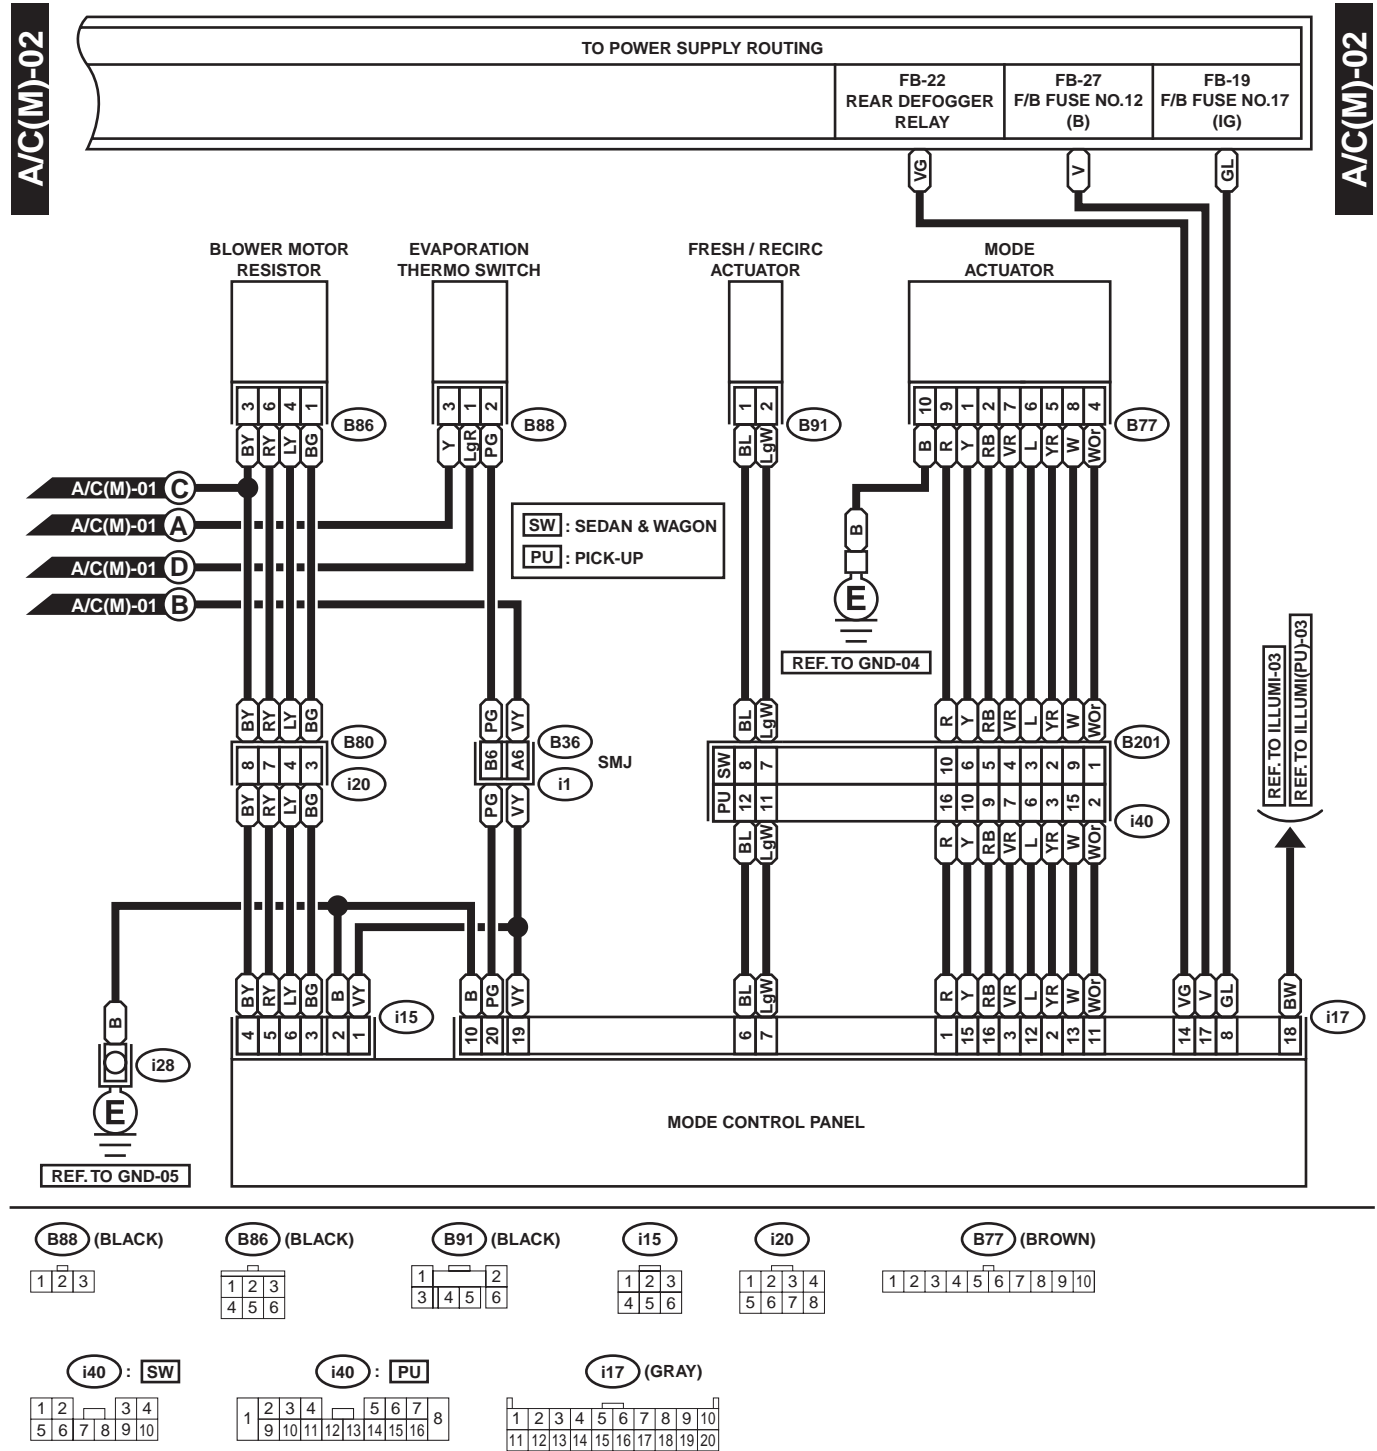 A/C(M)-02
A/C(M)-02
TO POWER SUPPLY ROUTING
FB-22
REAR DEFOGGER
RELAY
FB-27
F/B FUSE NO.12
(B)
FB-19
F/B FUSE NO.17
(IG)
VG V GL
BLOWER MOTOR
RESISTOR
EVAPORATION
THERMO SWITCH
FRESH / RECIRC
ACTUATOR
MODE
ACTUATOR
3 6 4 1
B86
3 1 2
B88
1 2
B91
10 9 1 2 7 6 5 8 4
B77
BY RY LY BG
Y LgR PG
BL LgW
B R Y RB VR L YR W WOr
A/C(M)-01 C
A/C(M)-01 A
A/C(M)-01 D
A/C(M)-01 B
SW : SEDAN & WAGON
PU : PICK-UP
B
E
REF. TO GND-04
REF. TO ILLUMI-03
REF. TO ILLUMI(PU)-03
BY RY LY BG
PG VY
BL LgW
R Y RB VR L YR W WOr
B80
B36
B201
8 7 4 3
B6 A6
SMJ
SW 8 7 10 6 5 4 3 2 9 1
i20
i1
PU 12 11 16 10 9 7 6 3 15 2
i40
BY RY LY BG
PG VY
BL LgW
R Y RB VR L YR W WOr
BY RY LY BG B VY
B PG VY
BL LgW
R Y RB VR L YR W WOr
VG V GL
BW
4 5 6 3 2 1
i15
10 20 19
6 7
1 15 16 3 12 2 13 11
14 17 8
18
i17
B
i28
E
REF. TO GND-05
MODE CONTROL PANEL
B88 (BLACK)
1 2 3
B86 (BLACK)
1 2 3
4 5 6
B91 (BLACK)
1 2
3 4 5 6
i15
1 2 3
4 5 6
i20
1 2 3 4
5 6 7 8
B77 (BROWN)
1 2 3 4 5 6 7 8 9 10
i40 : SW
1 2 3 4
5 6 7 8 9 10
i40 : PU
1 2 3 4 5 6 7 8
9 10 11 12 13 14 15 16
i17 (GRAY)
1 2 3 4 5 6 7 8 9 10
11 12 13 14 15 16 17 18 19 20